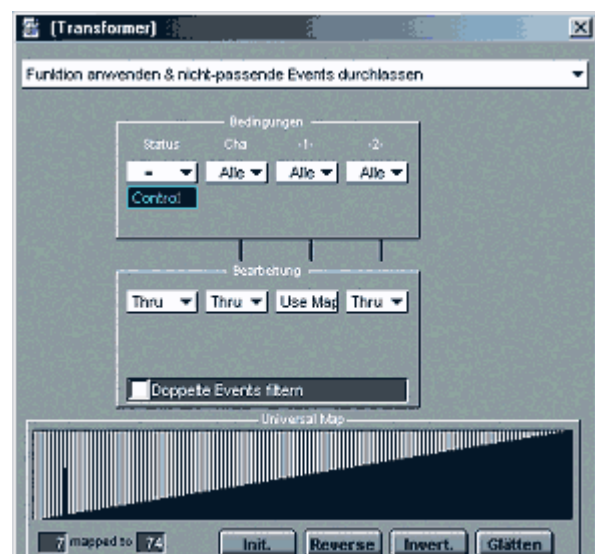 (Transformer)
Funktion anwenden & nicht-passende Events durchlassen
Bedingungen
Status Cha -1- -2-
= Alle Alle Alle
Control
Bearbeitung
Thru Thru Use Map Thru
Doppelte Events filtern
Universal Map
7 mapped to 74 Init. Reverse Invert. Glätten